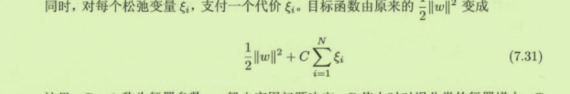 同时,对每个松弛变量 ξᵢ,支付一个代价 ξᵢ。目标函数由原来的 1/2‖w‖² 变成
1/2‖w‖² + C∑ᵢ₌₁ᴺ ξᵢ (7.31)